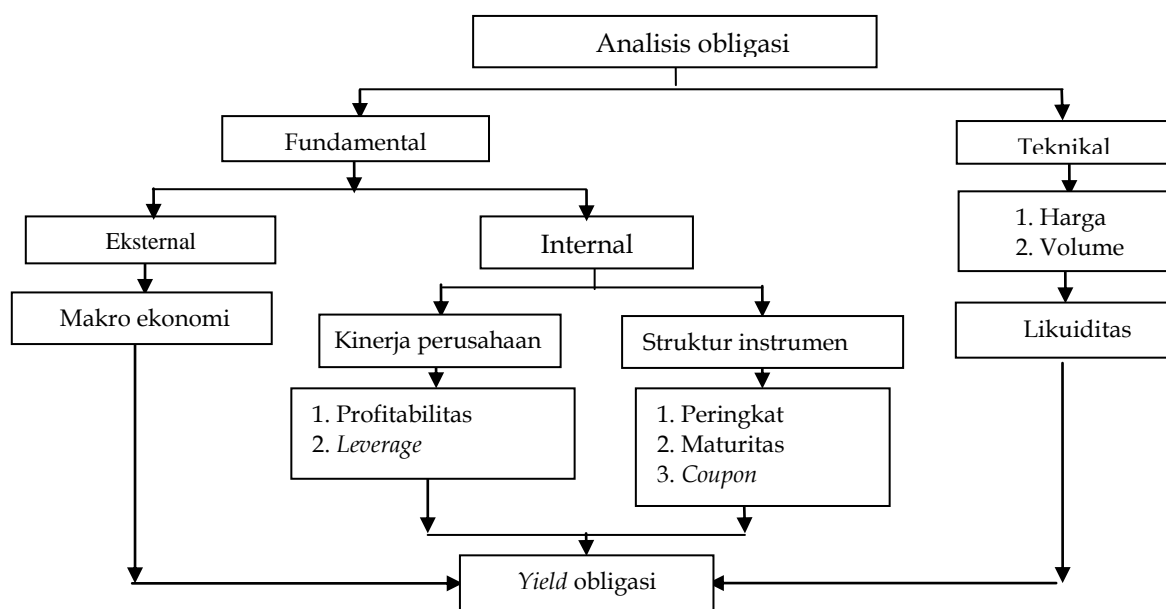 Analisis obligasi
Fundamental
Teknikal
Eksternal
Internal
1. Harga
2. Volume
Makro ekonomi
Kinerja perusahaan
Struktur instrumen
Likuiditas
1. Profitabilitas
2. Leverage
1. Peringkat
2. Maturitas
3. Coupon
Yield obligasi